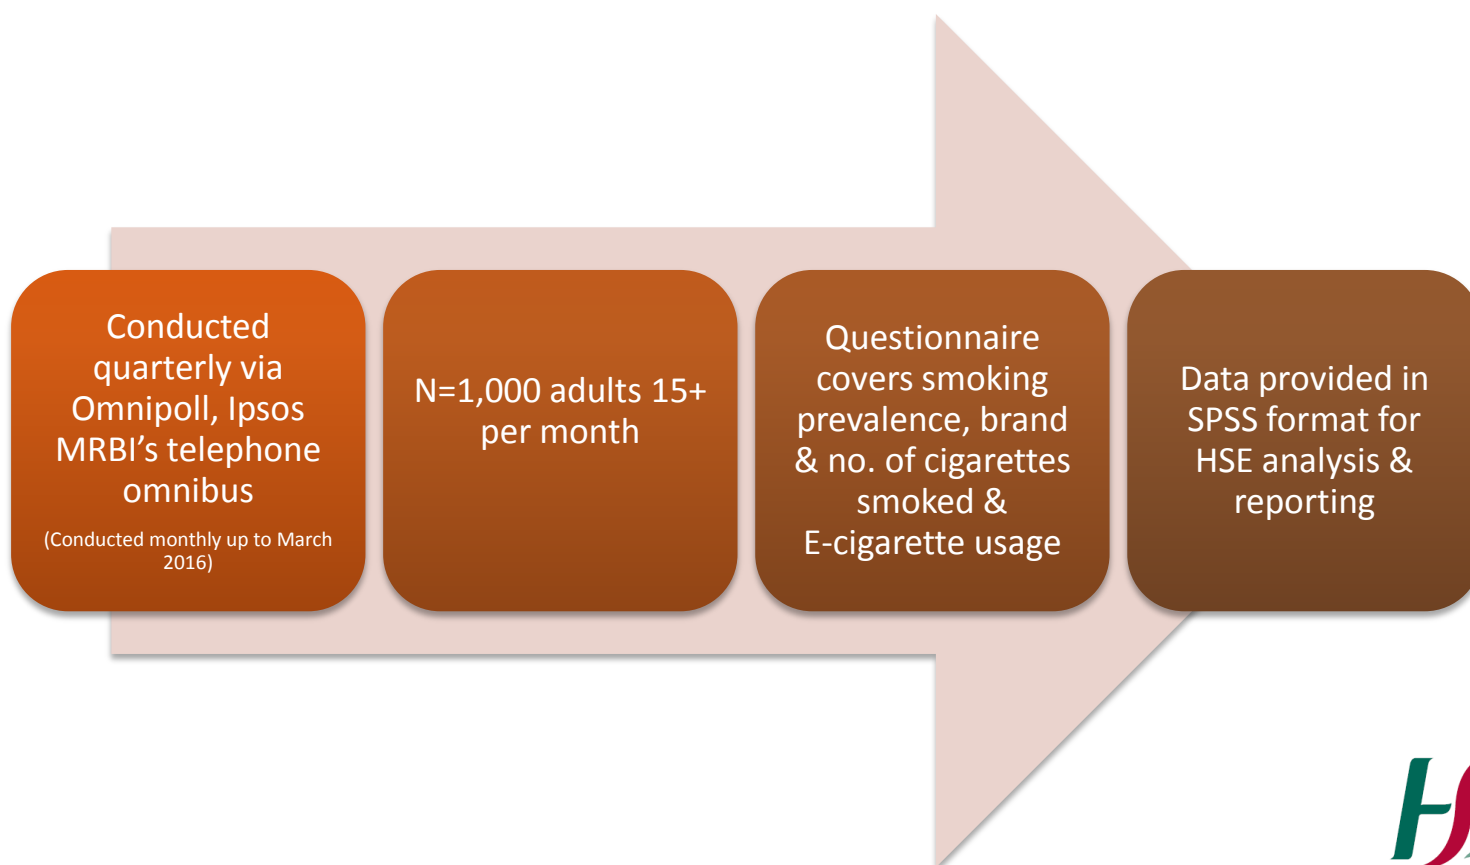 Conducted
quarterly via
Omnipoll, Ipsos
MRBI’s telephone
omnibus
(Conducted monthly up to March
2016)
N=1,000 adults 15+
per month
Questionnaire
covers smoking
prevalence, brand
& no. of cigarettes
smoked &
E-cigarette usage
Data provided in
SPSS format for
HSE analysis &
reporting